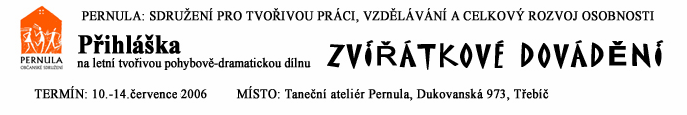 PERNULA: SDRUŽENÍ PRO TVOŘIVOU PRÁCI, VZDĚLÁVÁNÍ A CELKOVÝ ROZVOJ OSOBNOSTI
PERNULA
OBČANSKÉ SDRUŽENÍ
Přihláška
na letní tvořivou pohybově-dramatickou dílnu ZVÍŘÁTKOVÉ DOVÁDĚNÍ
TERMÍN: 10.-14.července 2006 MÍSTO: Taneční ateliér Pernula, Dukovanská 973, Třebíč